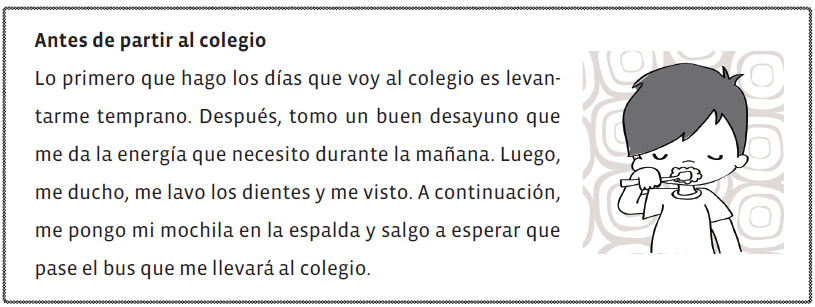 Antes de partir al colegio
Lo primero que hago los días que voy al colegio es levan-
tarme temprano. Después, tomo un buen desayuno que
me da la energía que necesito durante la mañana. Luego,
me ducho, me lavo los dientes y me visto. A continuación,
me pongo mi mochila en la espalda y salgo a esperar que
pase el bus que me llevará al colegio.